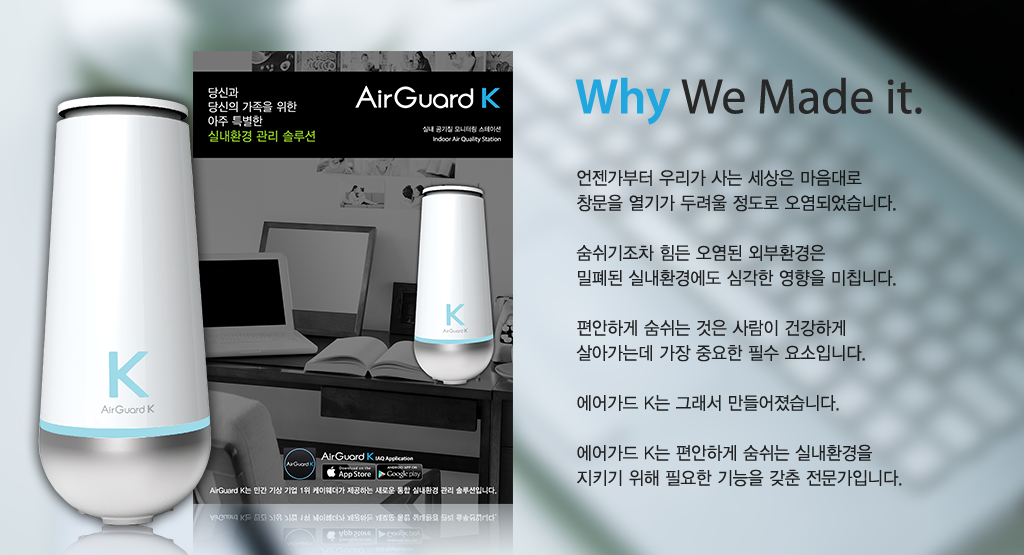 당신과
당신의 가족을 위한
아주 특별한
실내환경 관리 솔루션
AirGuard K
실내 공기질 모니터링 스테이션
Indoor Air Quality Station
K
AirGuard K
K
AirGuard K
AirGuard K
AirGuard K IAQ Application
Download on the
App Store
ANDROID APP ON
Google play
AirGuard K는 민간 기상 기업 1위 케이웨더가 제공하는 새로운 통합 실내환경 관리 솔루션입니다.
Why We Made it.
언젠가부터 우리가 사는 세상은 마음대로
창문을 열기가 두려울 정도로 오염되었습니다.
숨쉬기조차 힘든 오염된 외부환경은
밀폐된 실내환경에도 심각한 영향을 미칩니다.
편안하게 숨쉬는 것은 사람이 건강하게
살아가는데 가장 중요한 필수 요소입니다.
에어가드 K는 그래서 만들어졌습니다.
에어가드 K는 편안하게 숨쉬는 실내환경을
지키기 위해 필요한 기능을 갖춘 전문가입니다.